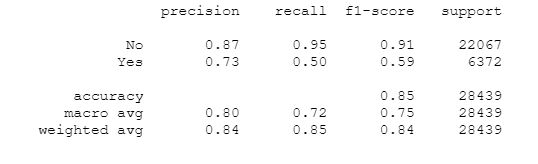 precision recall f1-score support
No 0.87 0.95 0.91 22067
Yes 0.73 0.50 0.59 6372
accuracy 0.85 28439
macro avg 0.80 0.72 0.75 28439
weighted avg 0.84 0.85 0.84 28439